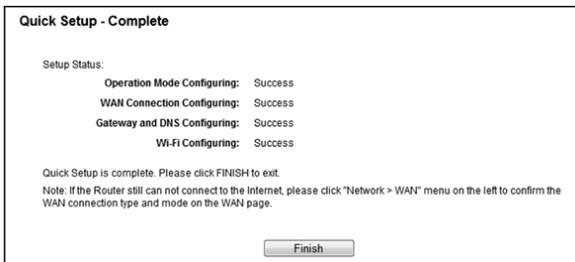 Quick Setup - Complete
Setup Status:
Operation Mode Configuring: Success
WAN Connection Configuring: Success
Gateway and DNS Configuring: Success
Wi-Fi Configuring: Success
Quick Setup is complete. Please click FINISH to exit.
Note: If the Router still can not connect to the Internet, please click "Network > WAN" menu on the left to confirm the
WAN connection type and mode on the WAN page.
Finish